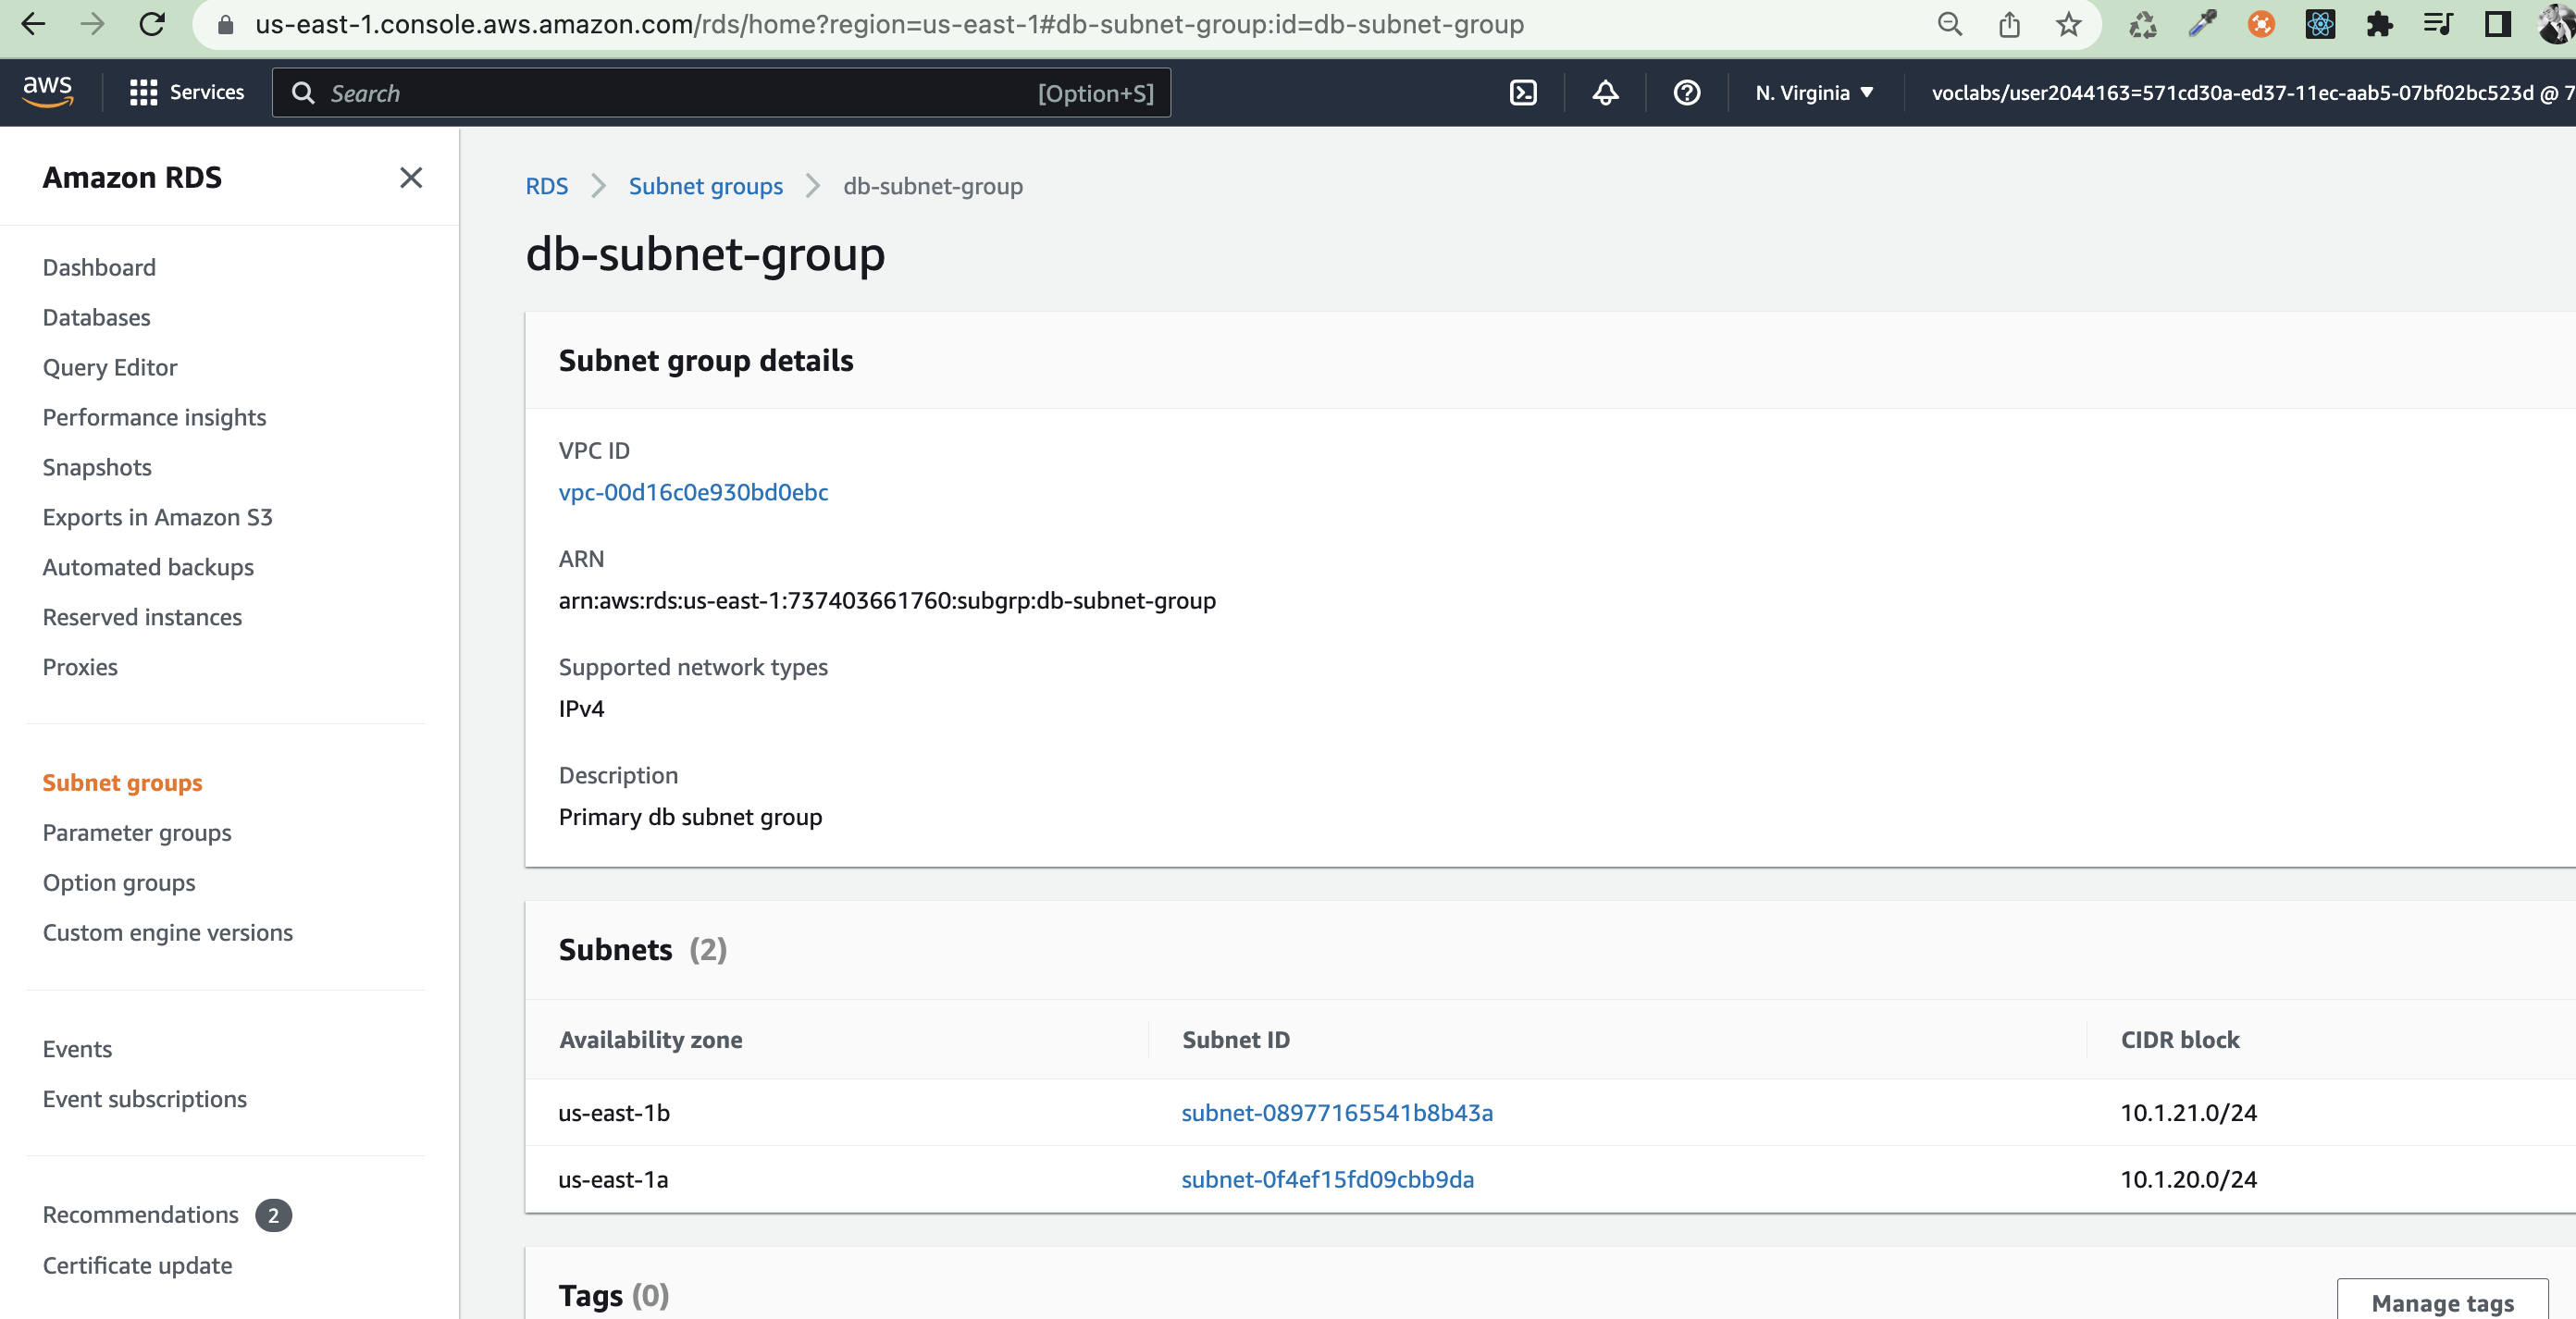 us-east-1.console.aws.amazon.com/rds/home?region=us-east-1#db-subnet-group:id=db-subnet-group
aws
Services
Search
[Option+S]
N. Virginia
voclabs/user2044163=571cd30a-ed37-11ec-aab5-07bf02bc523d @ 7
Amazon RDS
Dashboard
Databases
Query Editor
Performance insights
Snapshots
Exports in Amazon S3
Automated backups
Reserved instances
Proxies
Subnet groups
Parameter groups
Option groups
Custom engine versions
Events
Event subscriptions
Recommendations 2
Certificate update
RDS > Subnet groups > db-subnet-group
db-subnet-group
Subnet group details
VPC ID
vpc-00d16c0e930bd0ebc
ARN
arn:aws:rds:us-east-1:737403661760:subgrp:db-subnet-group
Supported network types
IPv4
Description
Primary db subnet group
Subnets (2)
Availability zone Subnet ID CIDR block
us-east-1b subnet-08977165541b8b43a 10.1.21.0/24
us-east-1a subnet-0f4ef15fd09cbb9da 10.1.20.0/24
Tags (0)
Manage tags